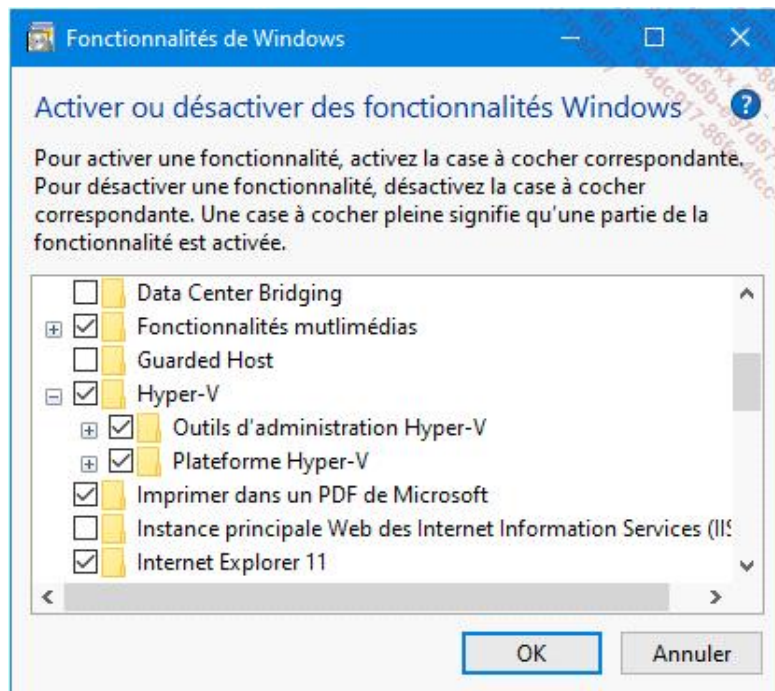 Fonctionnalités de Windows
Activer ou désactiver des fonctionnalités Windows
Pour activer une fonctionnalité, activez la case à cocher correspondante.
Pour désactiver une fonctionnalité, désactivez la case à cocher
correspondante. Une case à cocher pleine signifie qu'une partie de la
fonctionnalité est activée.
Data Center Bridging
Fonctionnalités mutlimédias
Guarded Host
Hyper-V
Outils d'administration Hyper-V
Plateforme Hyper-V
Imprimer dans un PDF de Microsoft
Instance principale Web des Internet Information Services (IIS
Internet Explorer 11
OK
Annuler